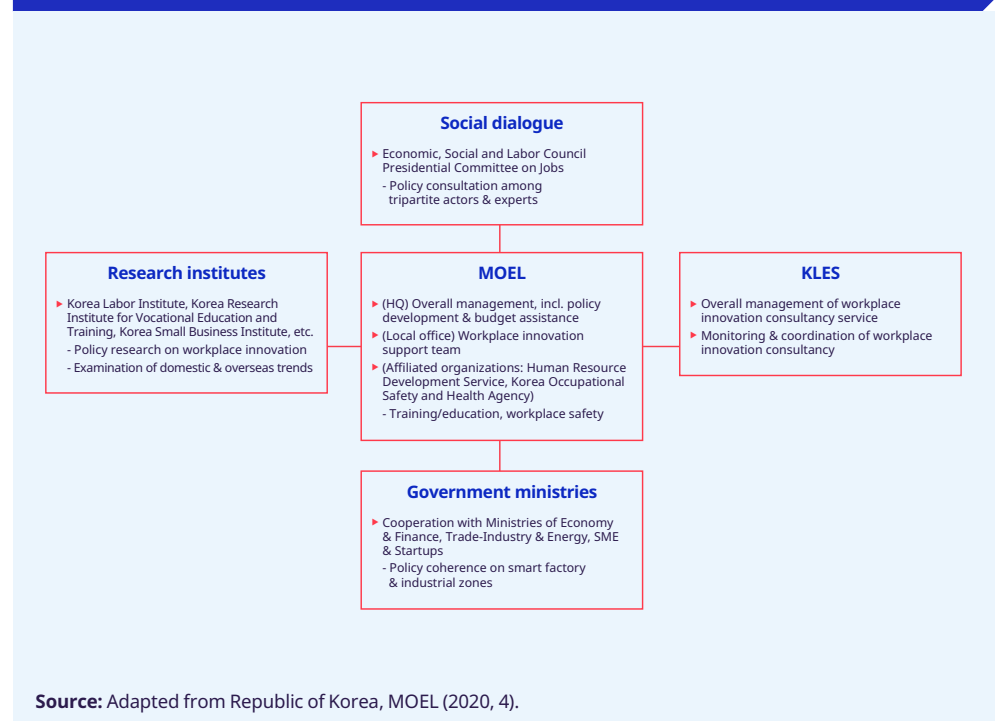 Social dialogue
▸ Economic, Social and Labor Council
Presidential Committee on Jobs
- Policy consultation among
tripartite actors & experts
Research institutes
▸ Korea Labor Institute, Korea Research
Institute for Vocational Education and
Training, Korea Small Business Institute, etc.
- Policy research on workplace innovation
- Examination of domestic & overseas trends
MOEL
▸ (HQ) Overall management, incl. policy
development & budget assistance
▸ (Local office) Workplace innovation
support team
▸ (Affiliated organizations: Human Resource
Development Service, Korea Occupational
Safety and Health Agency)
- Training/education, workplace safety
KLES
▸ Overall management of workplace
innovation consultancy service
▸ Monitoring & coordination of workplace
innovation consultancy
Government ministries
▸ Cooperation with Ministries of Economy
& Finance, Trade-Industry & Energy, SME
& Startups
- Policy coherence on smart factory
& industrial zones
Source: Adapted from Republic of Korea, MOEL (2020, 4).